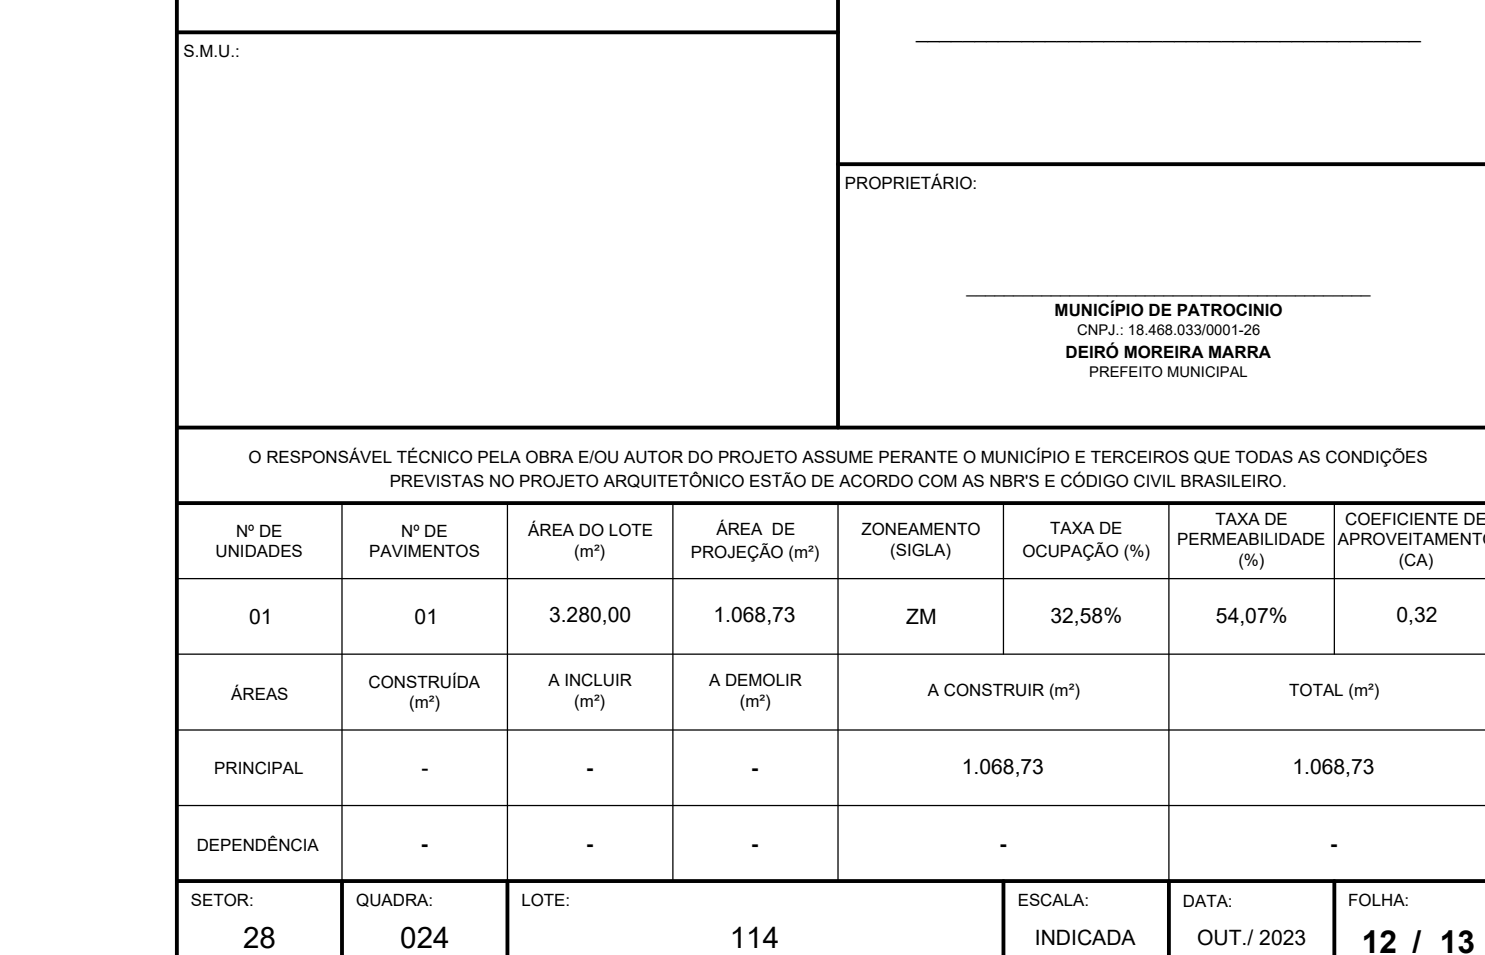 S.M.U.:
PROPRIETÁRIO:
MUNICÍPIO DE PATROCINIO
CNPJ.: 18.468.033/0001-26
DEIRÓ MOREIRA MARRA
PREFEITO MUNICIPAL
O RESPONSÁVEL TÉCNICO PELA OBRA E/OU AUTOR DO PROJETO ASSUME PERANTE O MUNICÍPIO E TERCEIROS QUE TODAS AS CONDIÇÕES
PREVISTAS NO PROJETO ARQUITETÔNICO ESTÃO DE ACORDO COM AS NBR'S E CÓDIGO CIVIL BRASILEIRO.
Nº DE
UNIDADES
Nº DE
PAVIMENTOS
ÁREA DO LOTE
(m²)
ÁREA DE
PROJEÇÃO (m²)
ZONEAMENTO
(SIGLA)
TAXA DE
OCUPAÇÃO (%)
TAXA DE
PERMEABILIDADE
(%)
COEFICIENTE DE
APROVEITAMENTO
(CA)
01
01
3.280,00
1.068,73
ZM
32,58%
54,07%
0,32
ÁREAS
CONSTRUÍDA
(m²)
A INCLUIR
(m²)
A DEMOLIR
(m²)
A CONSTRUIR (m²)
TOTAL (m²)
PRINCIPAL
-
-
-
1.068,73
1.068,73
DEPENDÊNCIA
-
-
-
-
-
SETOR:
28
QUADRA:
024
LOTE:
114
ESCALA:
INDICADA
DATA:
OUT./ 2023
FOLHA:
12 / 13